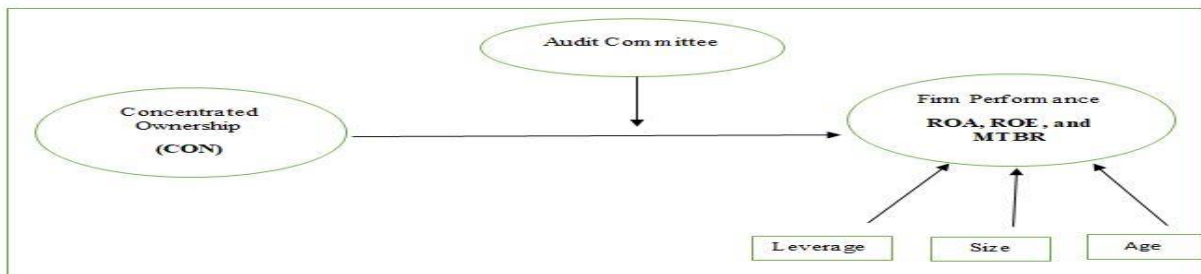 Audit Committee
Concentrated
Ownership
(CON)
Firm Performance
ROA, ROE, and
MTBR
Leverage
Size
Age